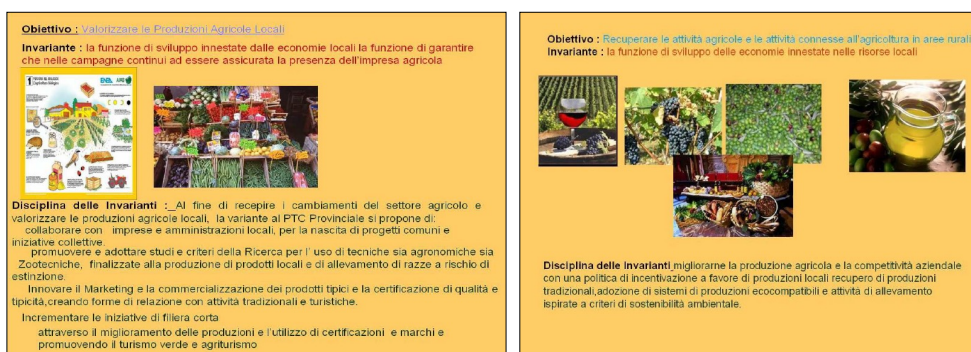 Obiettivo : Valorizzare le Produzioni Agricole Locali
Invariante : la funzione di sviluppo innestate dalle economie locali la funzione di garantire
che nelle campagne continui ad essere assicurata la presenza dell'impresa agricola
Disciplina delle Invarianti : Al fine di recepire i cambiamenti del settore agricolo e
valorizzare le produzioni agricole locali, la variante al PTC Provinciale si propone di:
collaborare con imprese e amministrazioni locali, per la nascita di progetti comuni e
iniziative collettive.
promuovere e adottare studi e criteri della Ricerca per l' uso di tecniche sia agronomiche sia
Zootecniche, finalizzate alla produzione di prodotti locali e di allevamento di razze a rischio di
estinzione.
Innovare il Marketing e la commercializzazione dei prodotti tipici e la certificazione di qualità e
tipicità,creando forme di relazione con attività tradizionali e turistiche.
Incrementare le iniziative di filiera corta
attraverso il miglioramento delle produzioni e l'utilizzo di certificazioni e marchi e
promuovendo il turismo verde e agriturismo
Obiettivo : Recuperare le attività agricole e le attività connesse all'agricoltura in aree rurali
Invariante : la funzione di sviluppo delle economie innestate nelle risorse locali
Disciplina delle Invarianti migliorarne la produzione agricola e la competitività aziendale
con una politica di incentivazione a favore di produzioni locali recupero di produzioni
tradizionali,adozione di sistemi di produzioni ecocompatibili e attività di allevamento
ispirate a criteri di sostenibilità ambientale.